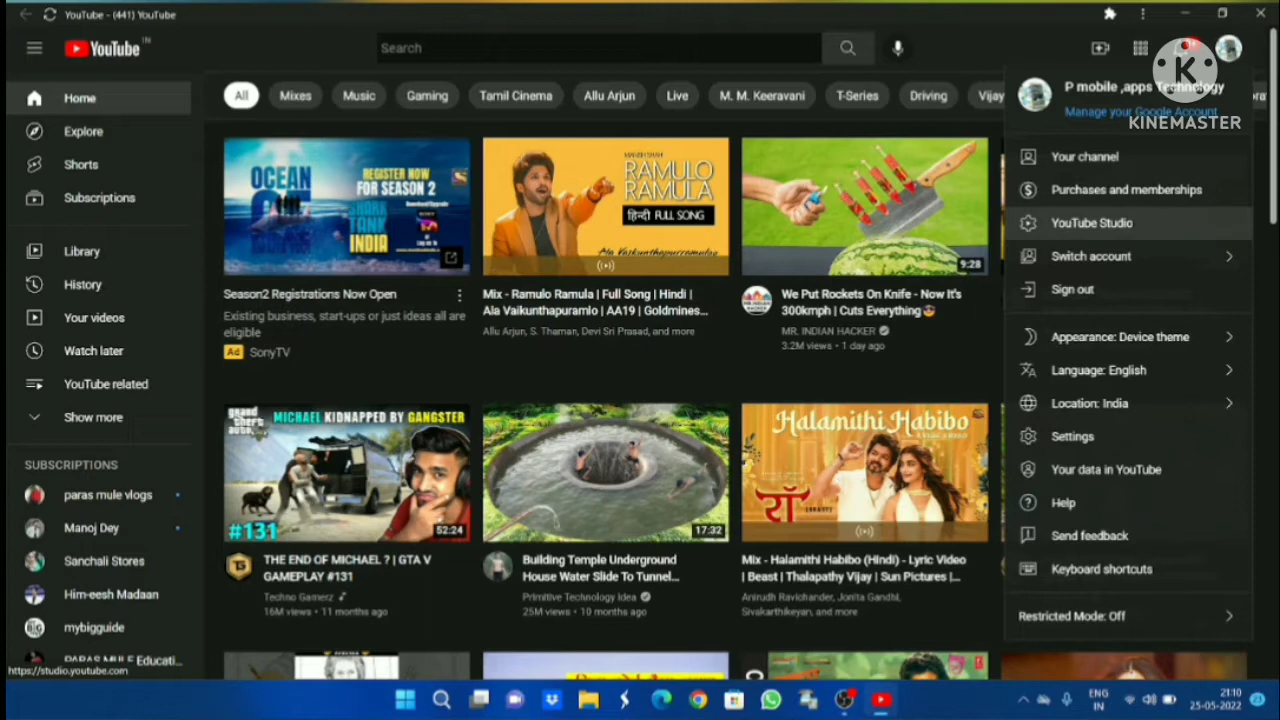 YouTube - (441) YouTube
YouTube IN
Search
K
KINEMASTER
All
Mixes
Music
Gaming
Tamil Cinema
Allu Arjun
Live
M. M. Keeravani
T-Series
Driving
Vijay
Home
Explore
Shorts
Subscriptions
Library
History
Your videos
Watch later
YouTube related
Show more
SUBSCRIPTIONS
paras mule vlogs
Manoj Dey
Sanchali Stores
Him-eesh Madaan
mybigguide
PARAS MULE Educati...
https://studio.youtube.com
OCEAN
REGISTER NOW
FOR SEASON 2
SHARK
TANK
INDIA
Season2 Registrations Now Open
Existing business, start-ups or just ideas all are
eligible
Ad SonyTV
RAMULO
RAMULA
हिन्दी FULL SONG
Ala Vaikunthapurramuloo
Mix - Ramulo Ramula | Full Song | Hindi |
Ala Vaikunthapuramlo | AA19 | Goldmines...
Allu Arjun, S. Thaman, Devi Sri Prasad, and more
9:28
We Put Rockets On Knife - Now It's
300kmph | Cuts Everything😎
MR. INDIAN HACKER
3.2M views • 1 day ago
grand
theft
auto
MICHAEL KIDNAPPED BY GANGSTER
#131
52:24
THE END OF MICHAEL ? | GTA V
GAMEPLAY #131
Techno Gamerz
16M views • 11 months ago
17:32
Building Temple Underground
House Water Slide To Tunnel...
Primitive Technology Idea
25M views • 10 months ago
Halamithi Habibo
रॉ
Mix - Halamithi Habibo (Hindi) - Lyric Video
| Beast | Thalapathy Vijay | Sun Pictures |...
Anirudh Ravichander, Jonita Gandhi,
Sivakarthikeyan, and more
P mobile ,apps Technology
Manage your Google Account
Your channel
Purchases and memberships
YouTube Studio
Switch account
Sign out
Appearance: Device theme
Language: English
Location: India
Settings
Your data in YouTube
Help
Send feedback
Keyboard shortcuts
Restricted Mode: Off
ENG
IN
21:10
25-05-2022